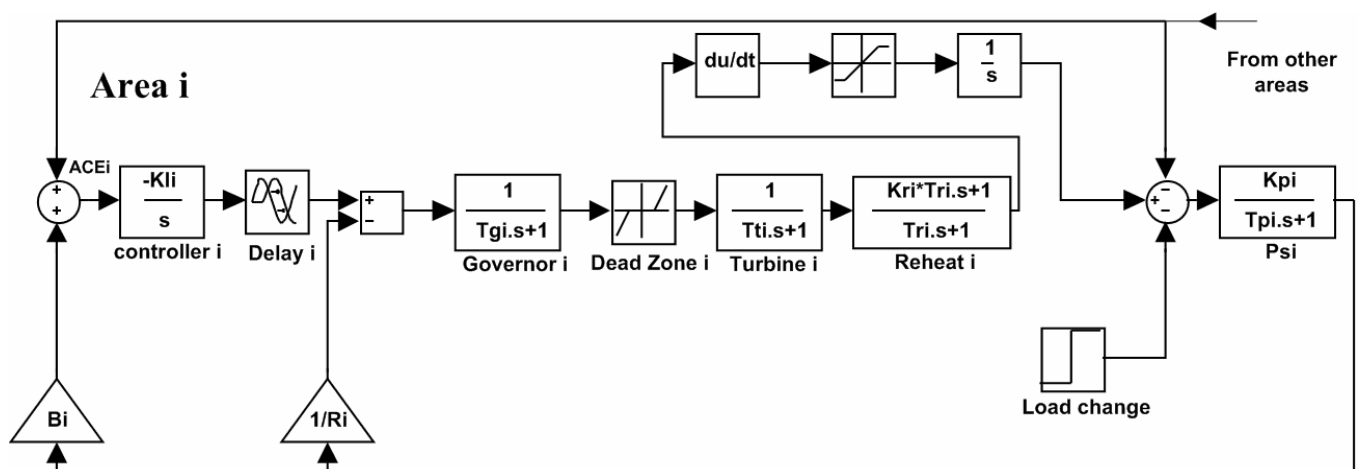 From other
areas
du/dt
1
s
Area i
ACEi
+
+
-KIi
s
controller i
Delay i
+
−
1
Tgi.s+1
Governor i
Dead Zone i
1
Tti.s+1
Turbine i
Kri*Tri.s+1
Tri.s+1
Reheat i
−
+
−
Kpi
Tpi.s+1
Psi
Load change
Bi
1/Ri